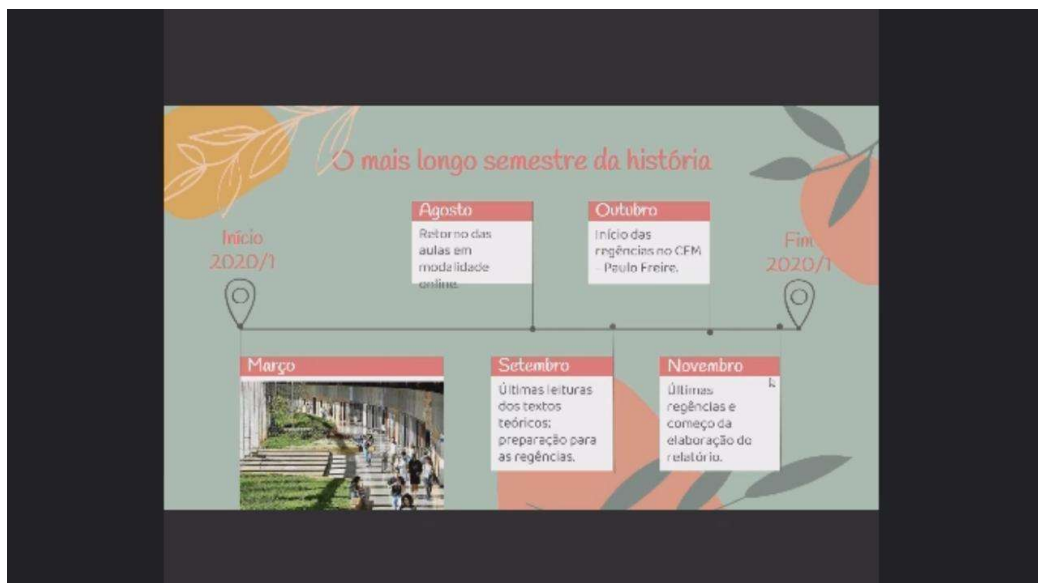 O mais longo semestre da história
Início
2020/1
Agosto
Retorno das
aulas em
modalidade
online.
Outubro
Início das
regências no CEM
– Paulo Freire.
Fim
2020/1
Março
Setembro
Últimas leituras
dos textos
teóricos;
preparação para
as regências.
Novembro
Últimas
regências e
começo da
elaboração do
relatório.